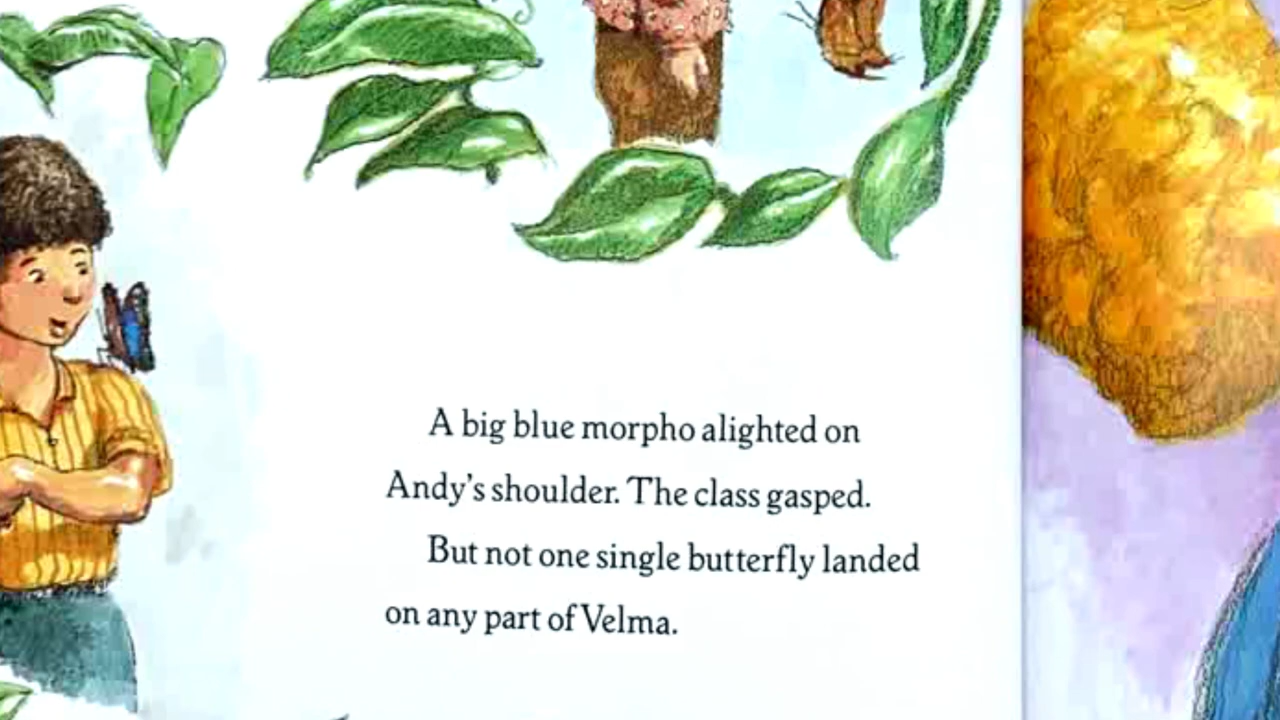 A big blue morpho alighted on
Andy's shoulder. The class gasped.
But not one single butterfly landed
on any part of Velma.